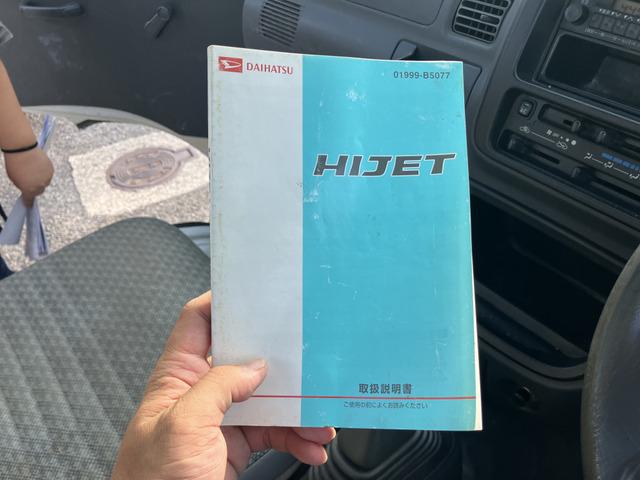 DAIHATSU
01999-B5077
HIJET
取扱説明書
ご使用の前によくお読みください